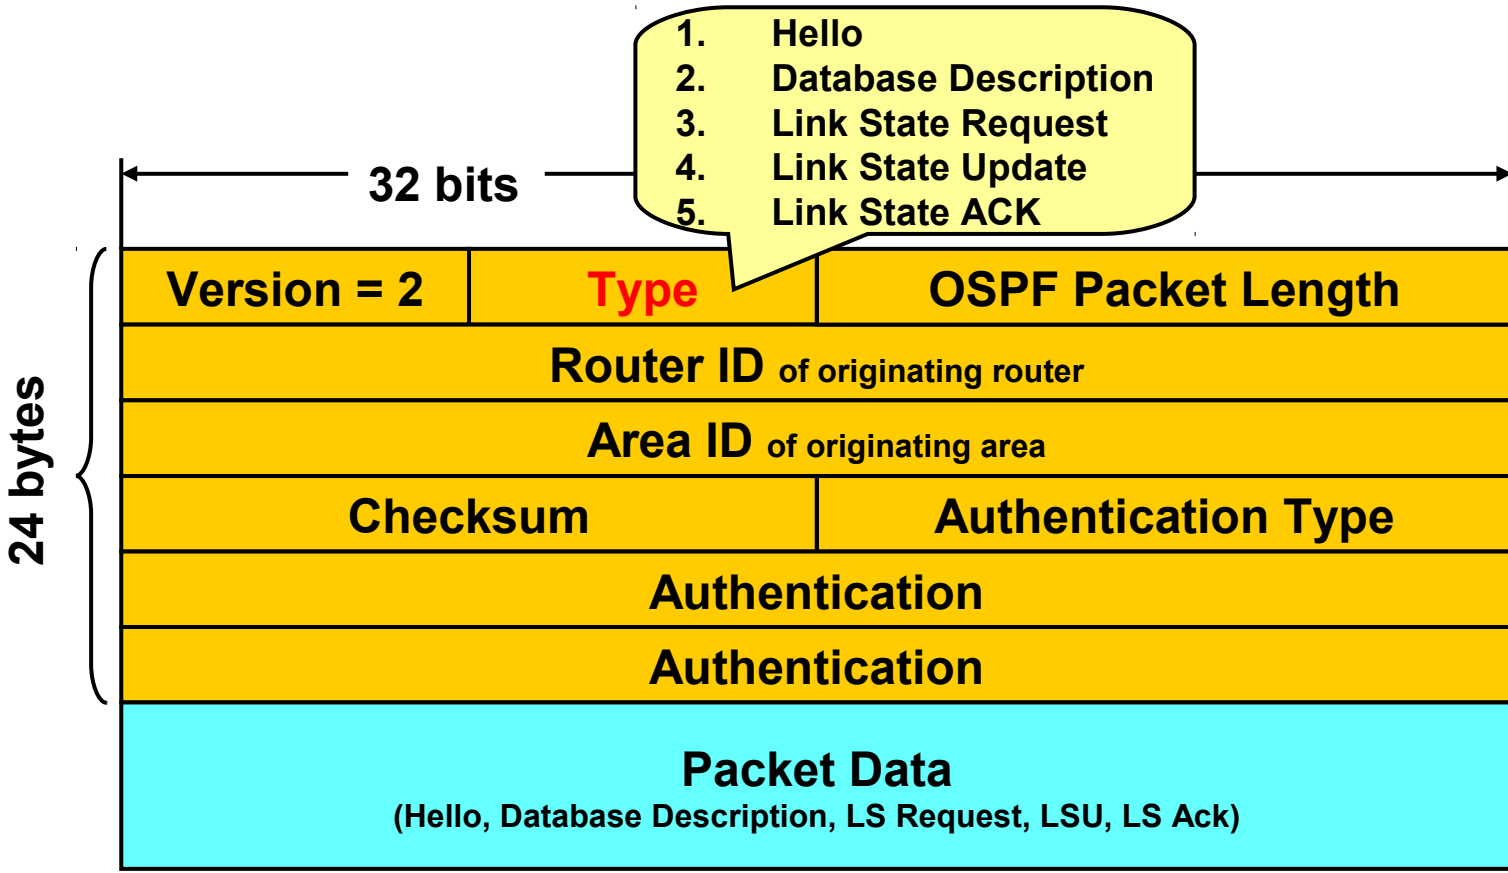 1. Hello
2. Database Description
3. Link State Request
4. Link State Update
5. Link State ACK
32 bits
24 bytes
Version = 2 Type OSPF Packet Length
Router ID of originating router
Area ID of originating area
Checksum Authentication Type
Authentication
Authentication
Packet Data
(Hello, Database Description, LS Request, LSU, LS Ack)